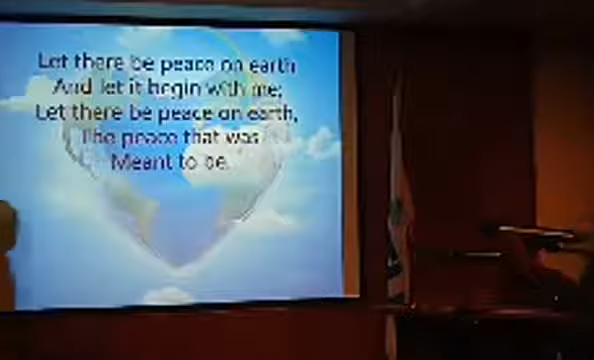 Let there be peace on earth
And let it begin with me;
Let there be peace on earth,
The peace that was
Meant to be.